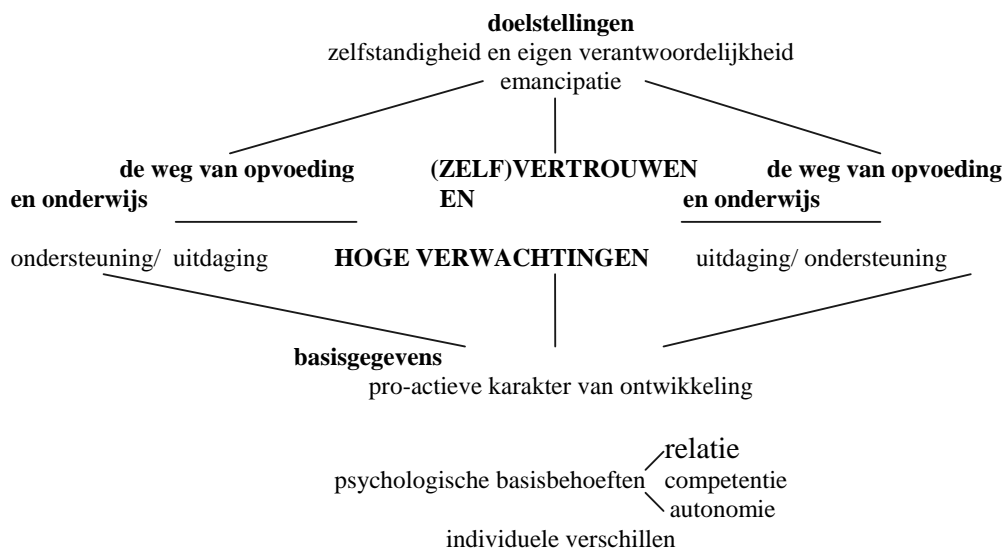 doelstellingen
zelfstandigheid en eigen verantwoordelijkheid
emancipatie
de weg van opvoeding (ZELF)VERTROUWEN de weg van opvoeding
en onderwijs EN en onderwijs
ondersteuning/ uitdaging HOGE VERWACHTINGEN uitdaging/ ondersteuning
basisgegevens
pro-actieve karakter van ontwikkeling
relatie
psychologische basisbehoeften competentie
autonomie
individuele verschillen